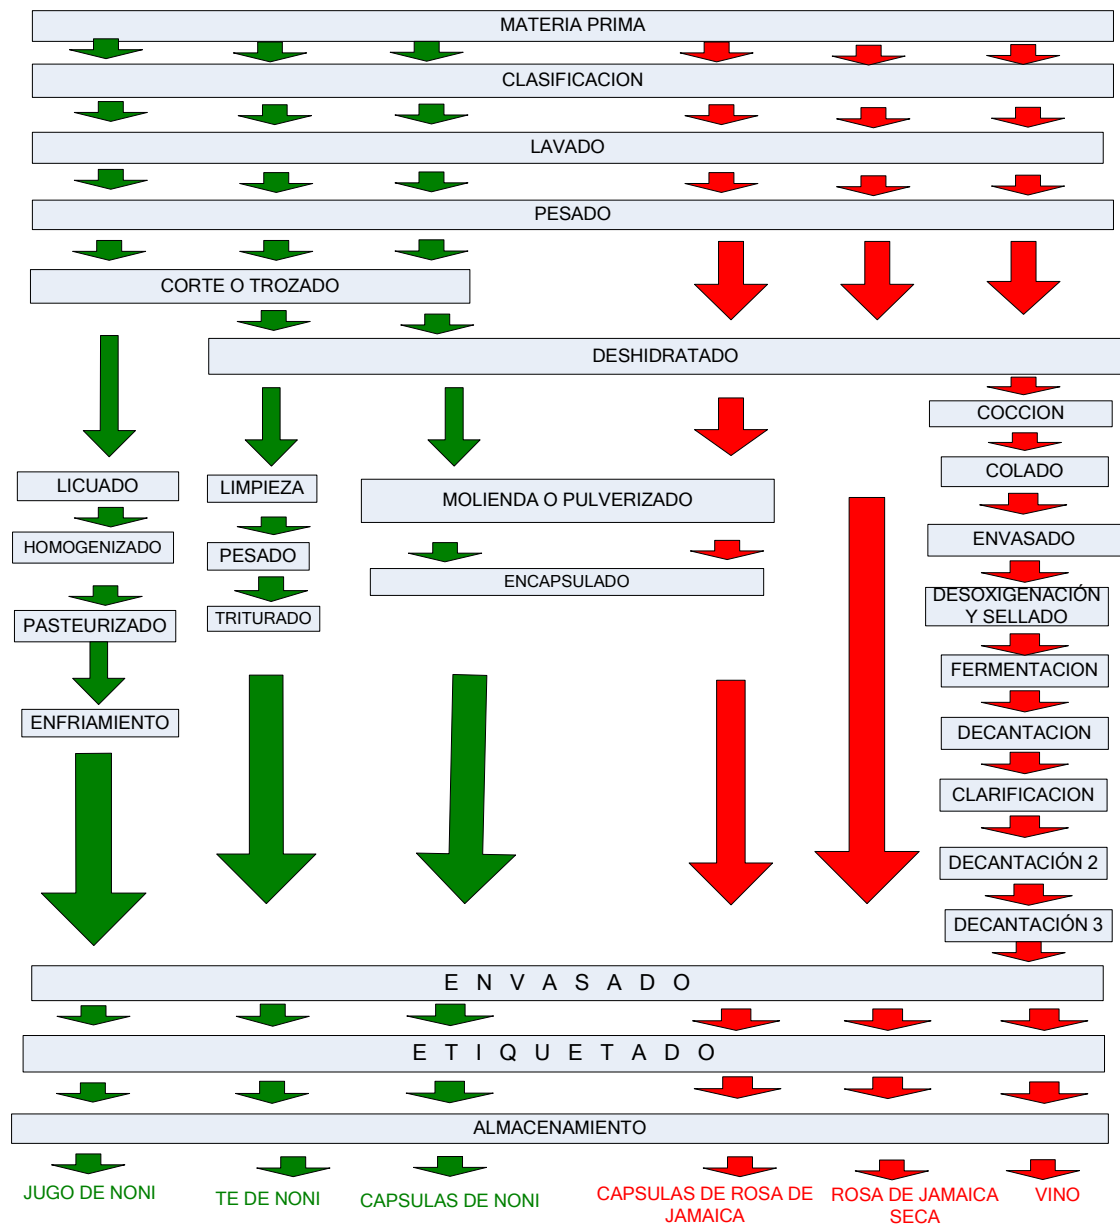 MATERIA PRIMA
CLASIFICACION
LAVADO
PESADO
CORTE O TROZADO
DESHIDRATADO
COCCION
COLADO
LICUADO
LIMPIEZA
MOLIENDA O PULVERIZADO
ENVASADO
HOMOGENIZADO
PESADO
ENCAPSULADO
DESOXIGENACIÓN
Y SELLADO
PASTEURIZADO
TRITURADO
FERMENTACION
ENFRIAMIENTO
DECANTACION
CLARIFICACION
DECANTACIÓN 2
DECANTACIÓN 3
E N V A S A D O
E T I Q U E T A D O
ALMACENAMIENTO
JUGO DE NONI
TE DE NONI
CAPSULAS DE NONI
CAPSULAS DE ROSA DE
JAMAICA
ROSA DE JAMAICA
SECA
VINO